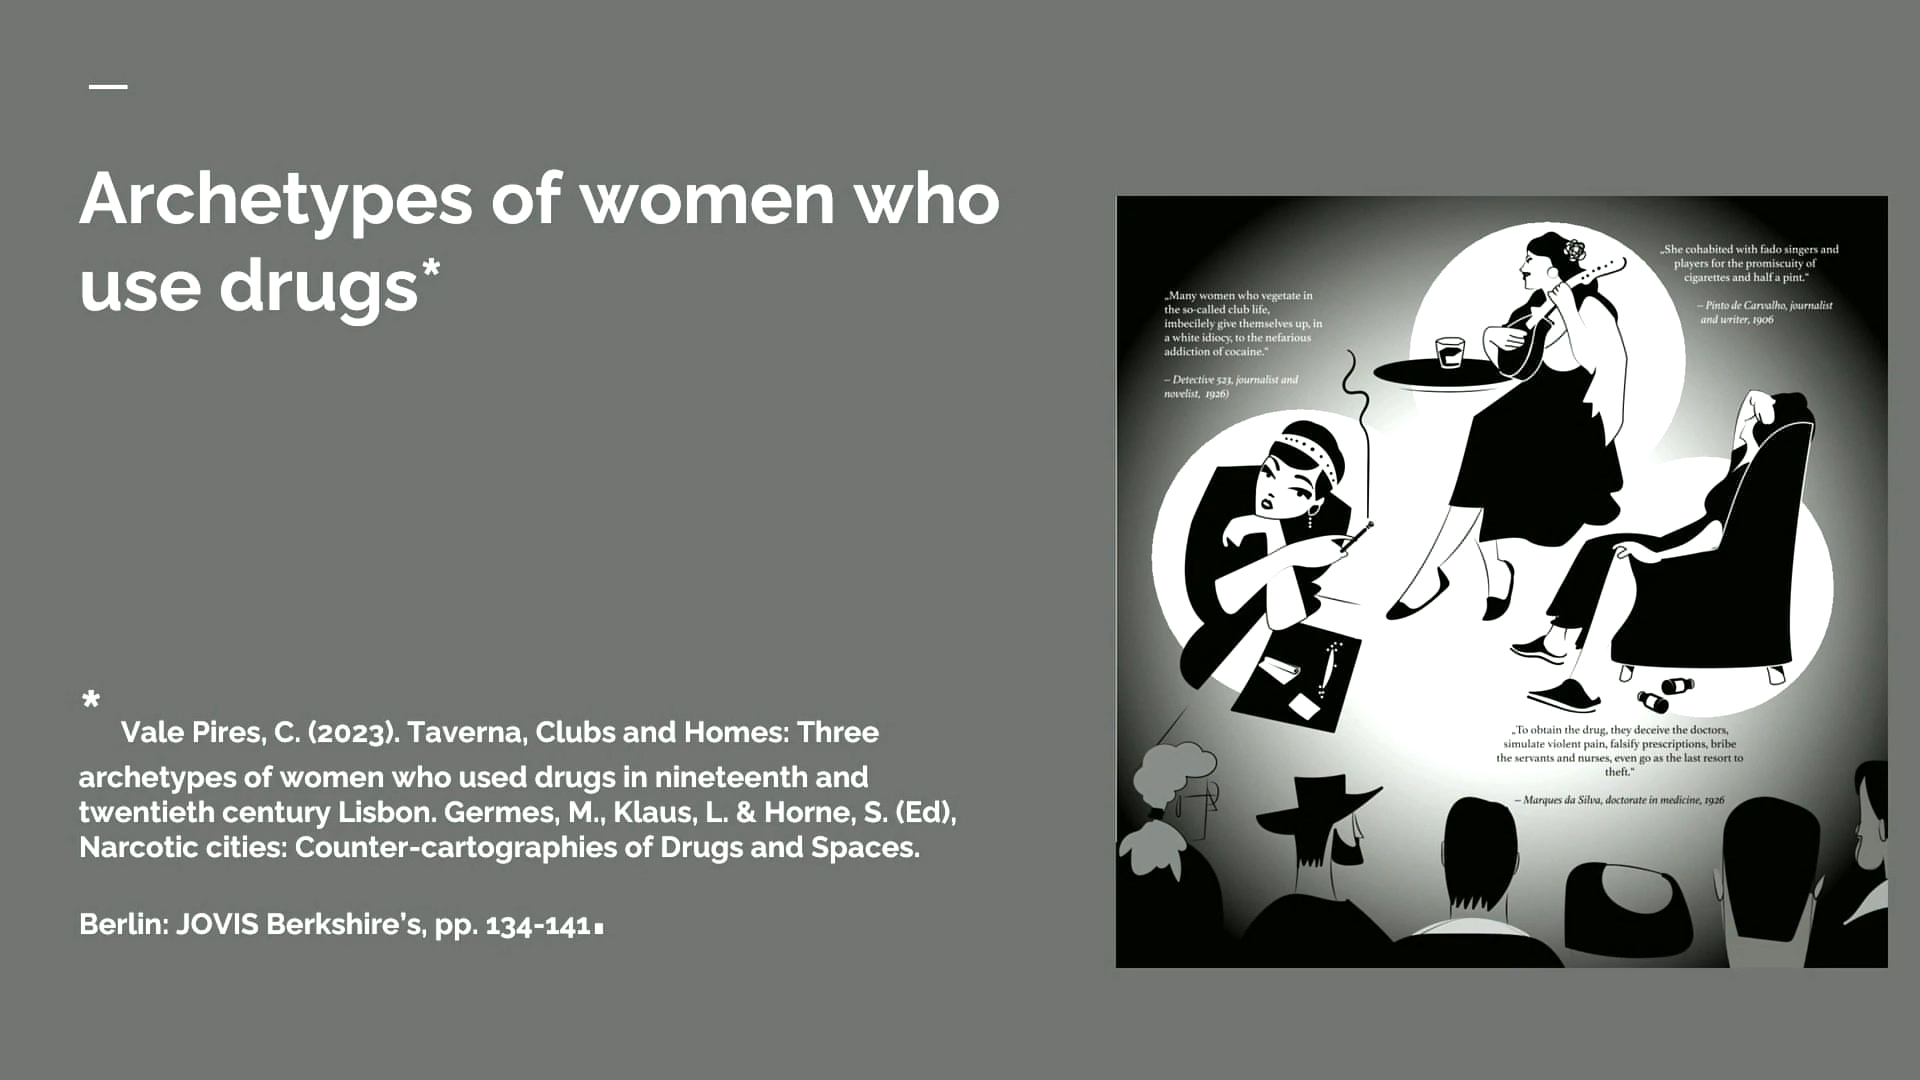 Archetypes of women who
use drugs*
*
Vale Pires, C. (2023). Taverna, Clubs and Homes: Three
archetypes of women who used drugs in nineteenth and
twentieth century Lisbon. Germes, M., Klaus, L. & Horne, S. (Ed),
Narcotic cities: Counter-cartographies of Drugs and Spaces.
Berlin: JOVIS Berkshire’s, pp. 134-141.
„Many women who vegetate in
the so-called club life,
imbecilely give themselves up, in
a white idiocy, to the nefarious
addiction of cocaine.“
– Detective 523, journalist and
novelist, 1926)
„She cohabited with fado singers and
players for the promiscuity of
cigarettes and half a pint.“
– Pinto de Carvalho, journalist
and writer, 1906
„To obtain the drug, they deceive the doctors,
simulate violent pain, falsify prescriptions, bribe
the servants and nurses, even go as the last resort to
theft.“
– Marques da Silva, doctorate in medicine, 1926